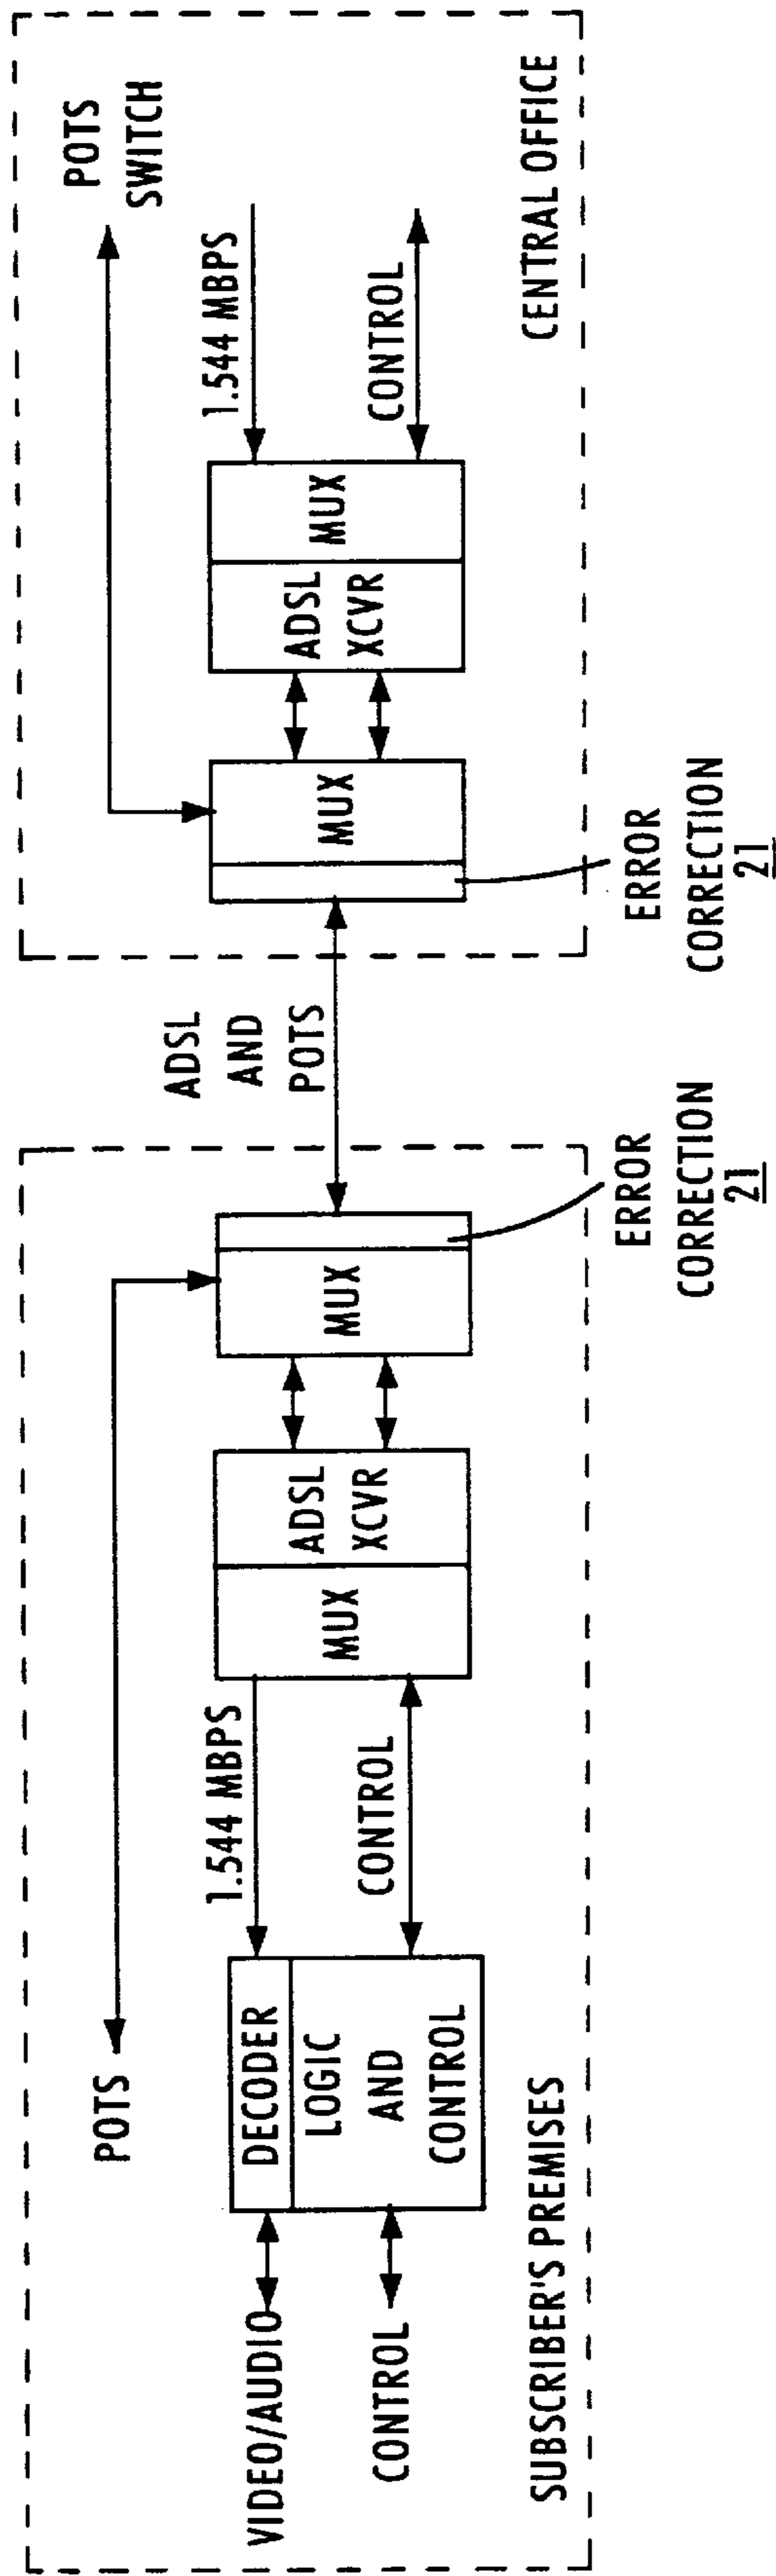 POTS
VIDEO/AUDIO
CONTROL
DECODER
LOGIC
AND
CONTROL
1.544 MBPS
CONTROL
MUX
ADSL
XCVR
MUX
SUBSCRIBER'S PREMISES
ERROR
CORRECTION
21
ADSL
AND
POTS
MUX
ADSL
XCVR
MUX
1.544 MBPS
CONTROL
POTS
SWITCH
CENTRAL OFFICE
ERROR
CORRECTION
21